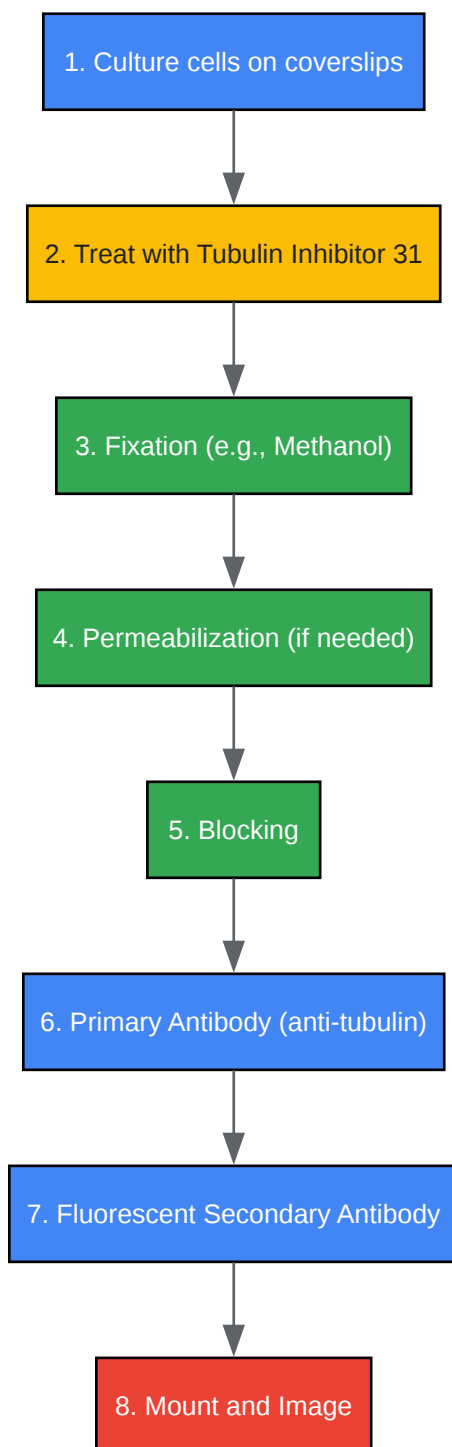 1. Culture cells on coverslips
2. Treat with Tubulin Inhibitor 31
3. Fixation (e.g., Methanol)
4. Permeabilization (if needed)
5. Blocking
6. Primary Antibody (anti-tubulin)
7. Fluorescent Secondary Antibody
8. Mount and Image